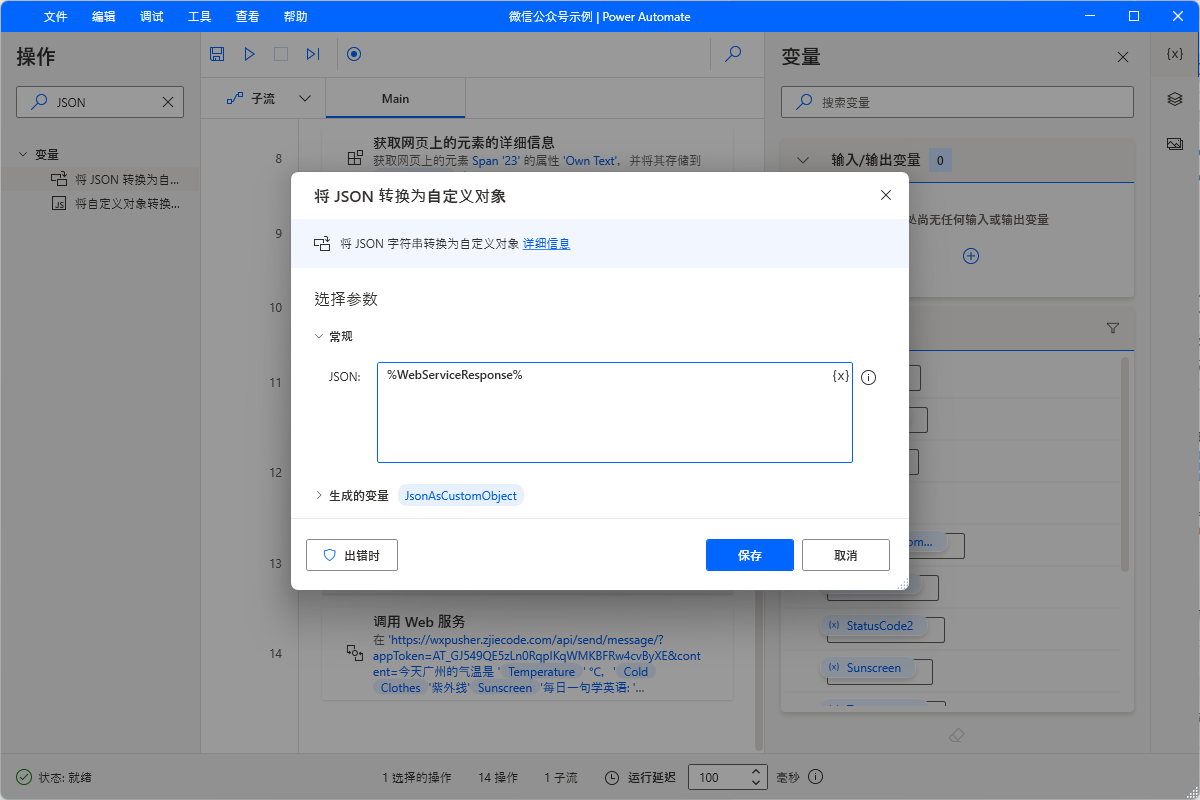 文件 编辑 调试 工具 查看 帮助
微信公众号示例 | Power Automate
操作
JSON
变量
将 JSON 转换为自...
将自定义对象转换...
子流
Main
8
获取网页上的元素的详细信息
获取网页上的元素 Span '23' 的属性 'Own Text'，并将其存储到
9
10
11
12
13
14
调用 Web 服务
在 'https://wxpusher.zjiecode.com/api/send/message/?
appToken=AT_GJ549QE5zLn0RqplKqWMKBFRw4cvByXE&cont
ent=今天广州的气温是 ' Temperature ' °C，' Cold
Clothes '紫外线' Sunscreen '每日一句学英语: '...
将 JSON 转换为自定义对象
将 JSON 字符串转换为自定义对象 详细信息
选择参数
常规
JSON:
%WebServiceResponse%
{x}
生成的变量 JsonAsCustomObject
出错时
保存
取消
变量
{x}
搜索变量
输入/输出变量 0
尚无任何输入或输出变量
om...
(x) StatusCode2
(x) Sunscreen
状态: 就绪
1 选择的操作
14 操作
1 子流
运行延迟
100
毫秒